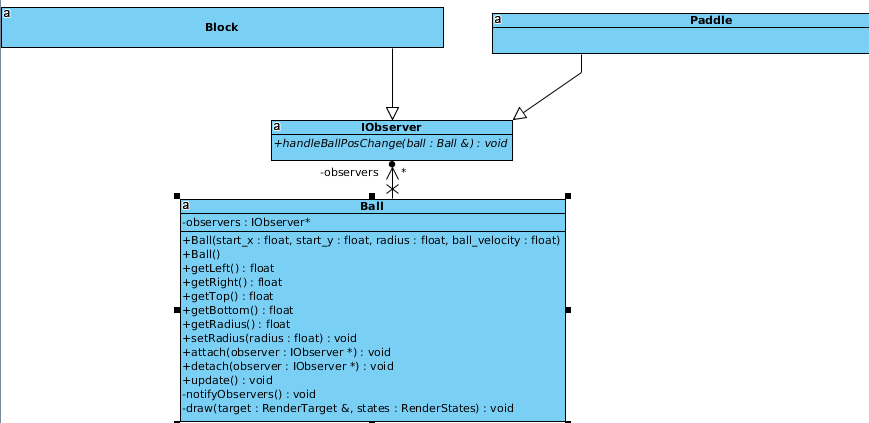 a
Block
a
Paddle
a
IObserver
+handleBallPosChange(ball : Ball &) : void
-observers
*
a
Ball
-observers : IObserver*
+Ball(start_x : float, start_y : float, radius : float, ball_velocity : float)
+Ball()
+getLeft() : float
+getRight() : float
+getTop() : float
+getBottom() : float
+getRadius() : float
+setRadius(radius : float) : void
+attach(observer : IObserver *) : void
+detach(observer : IObserver *) : void
+update() : void
-notifyObservers() : void
-draw(target : RenderTarget &, states : RenderStates) : void